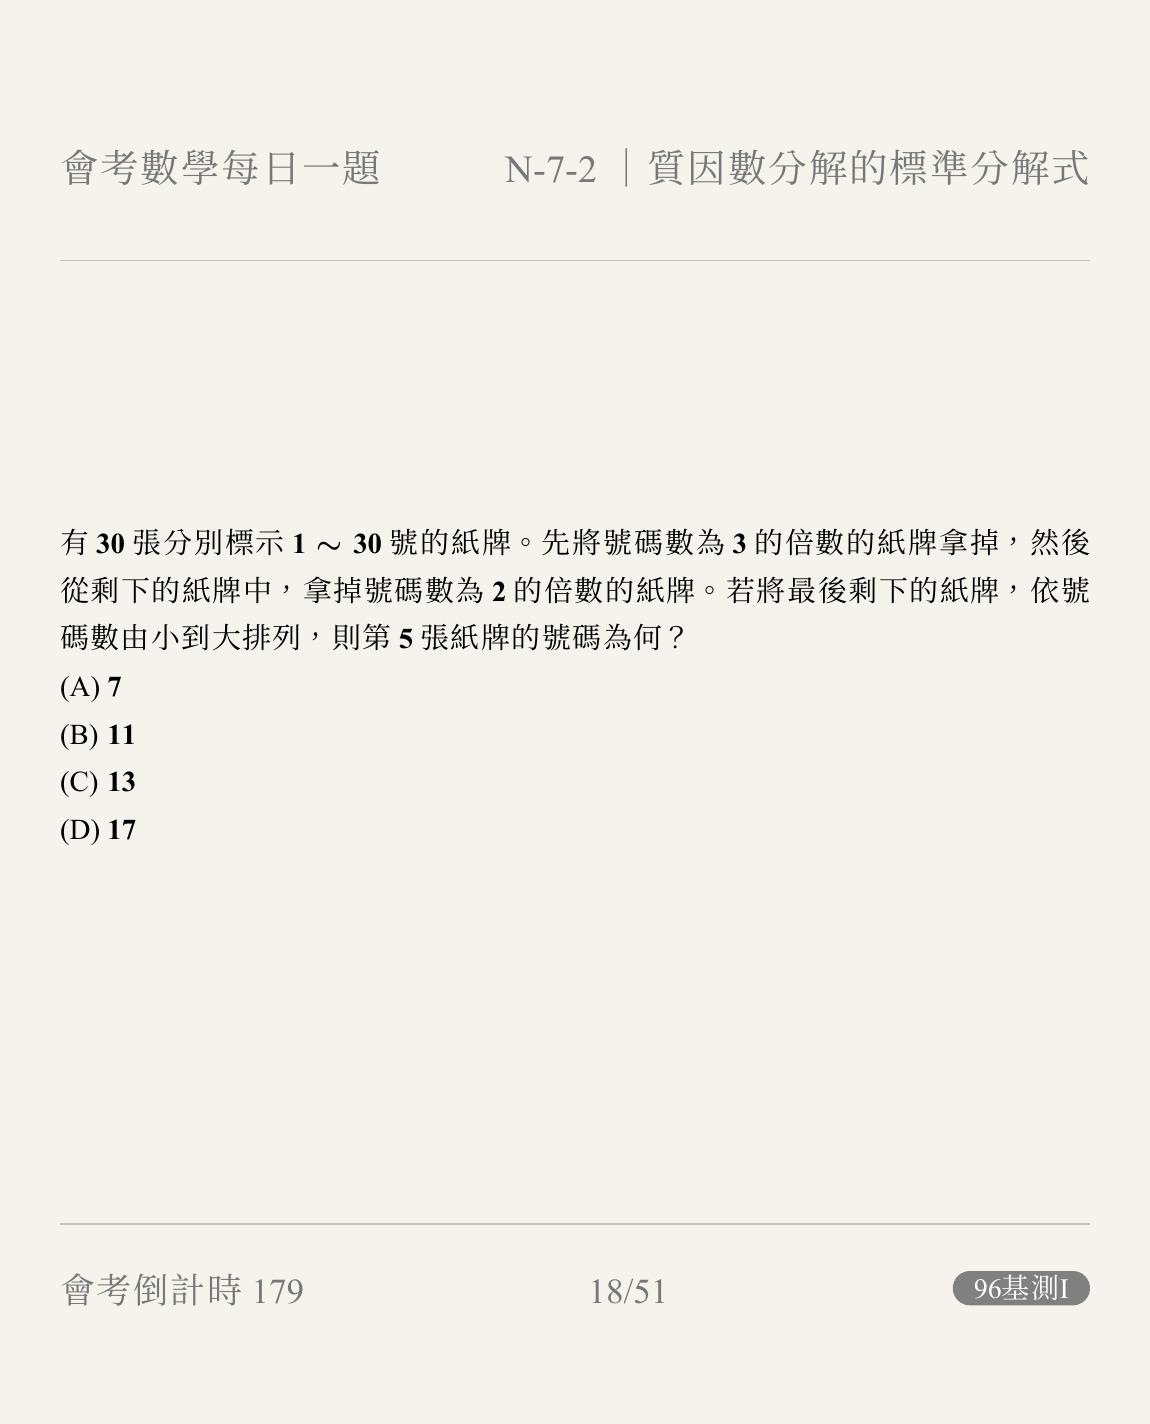 會考數學每日一題
N-7-2｜質因數分解的標準分解式
有 30 張分別標示 1 ∼ 30 號的紙牌。先將號碼數為 3 的倍數的紙牌拿掉，然後
從剩下的紙牌中，拿掉號碼數為 2 的倍數的紙牌。若將最後剩下的紙牌，依號
碼數由小到大排列，則第 5 張紙牌的號碼為何？
(A) 7
(B) 11
(C) 13
(D) 17
會考倒計時 179
18/51
96基測I